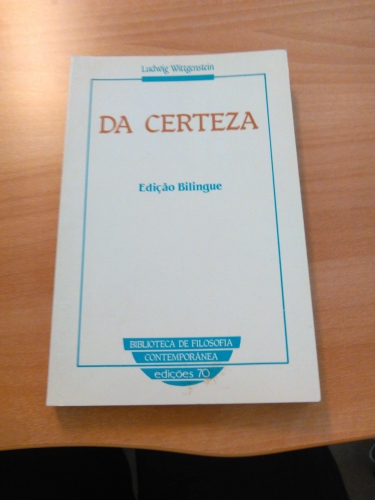 Ludwig Wittgenstein
DA CERTEZA
Edição Bilingue
BIBLIOTECA DE FILOSOFIA
CONTEMPORÂNEA
edições 70